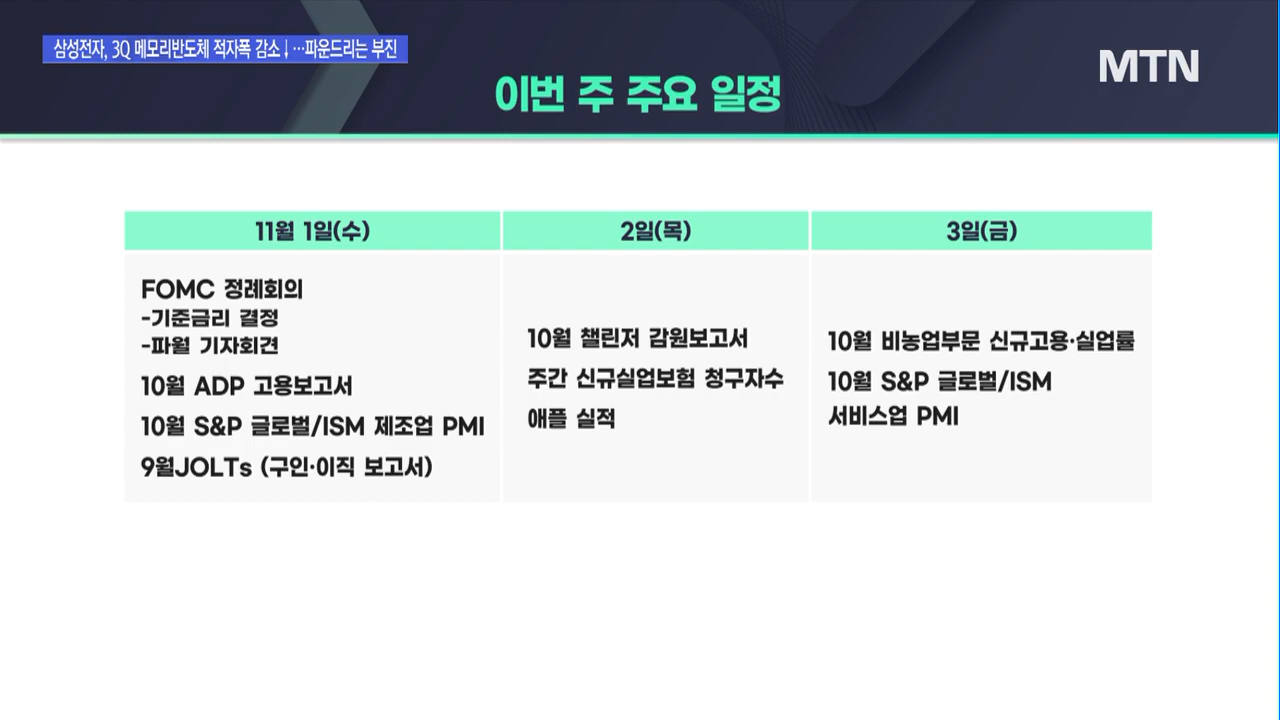 삼성전자, 3Q 메모리반도체 적자폭 감소↓…파운드리는 부진
MTN
이번 주 주요 일정
11월 1일(수)
FOMC 정례회의
-기준금리 결정
-파월 기자회견
10월 ADP 고용보고서
10월 S&P 글로벌/ISM 제조업 PMI
9월JOLTs (구인·이직 보고서)
2일(목)
10월 챌린저 감원보고서
주간 신규실업보험 청구자수
애플 실적
3일(금)
10월 비농업부문 신규고용·실업률
10월 S&P 글로벌/ISM
서비스업 PMI